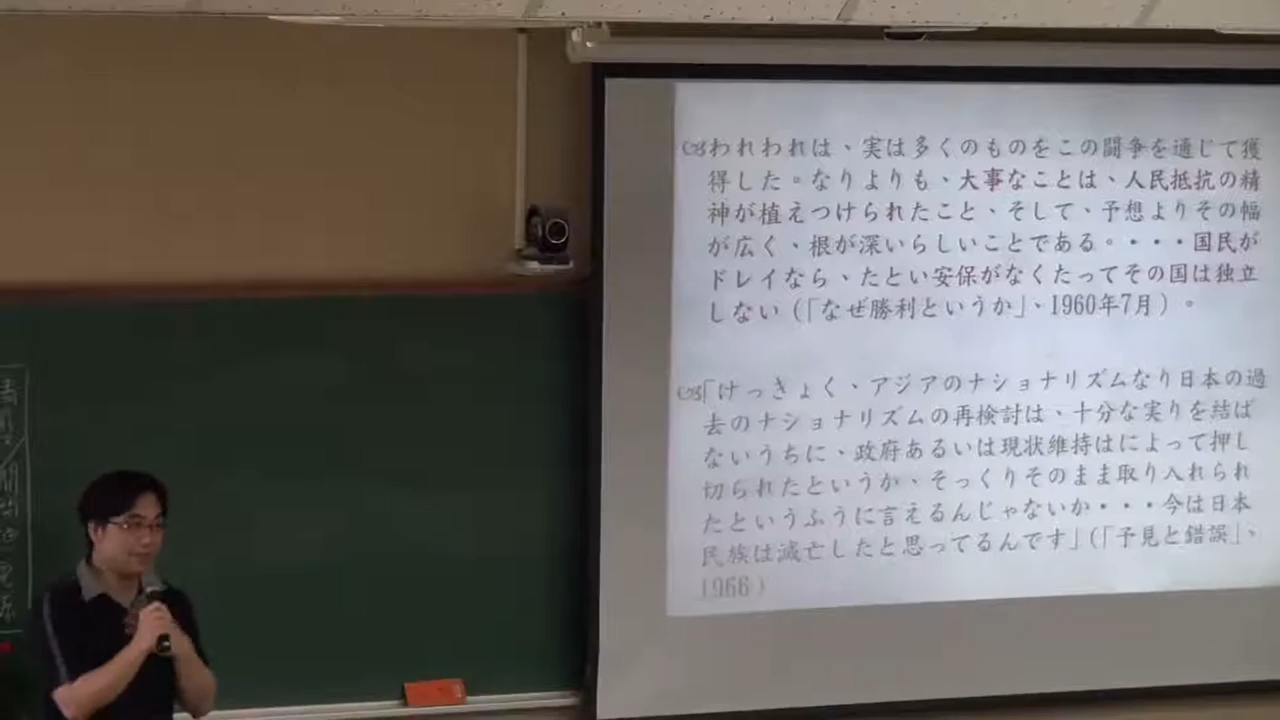 われわれは、実は多くのものをこの闘争を通じて獲
得した。なりよりも、大事なことは、人民抵抗の精
神が植えつけられたこと、そして、予想よりその幅
が広く、根が深いらしいことである。・・・国民が
ドレイなら、たとい安保がなくたってその国は独立
しない（「なぜ勝利というか」、1960年7月）。
「けっきょく、アジアのナショナリズムなり日本の過
去のナショナリズムの再検討は、十分な実りを結ば
ないうちに、政府あるいは現状維持はによって押し
切られたというか、そっくりそのまま取り入れられ
たというふうに言えるんじゃないか・・・今は日本
民族は滅亡したと思ってるんです」（「予見と錯誤」、
1966）